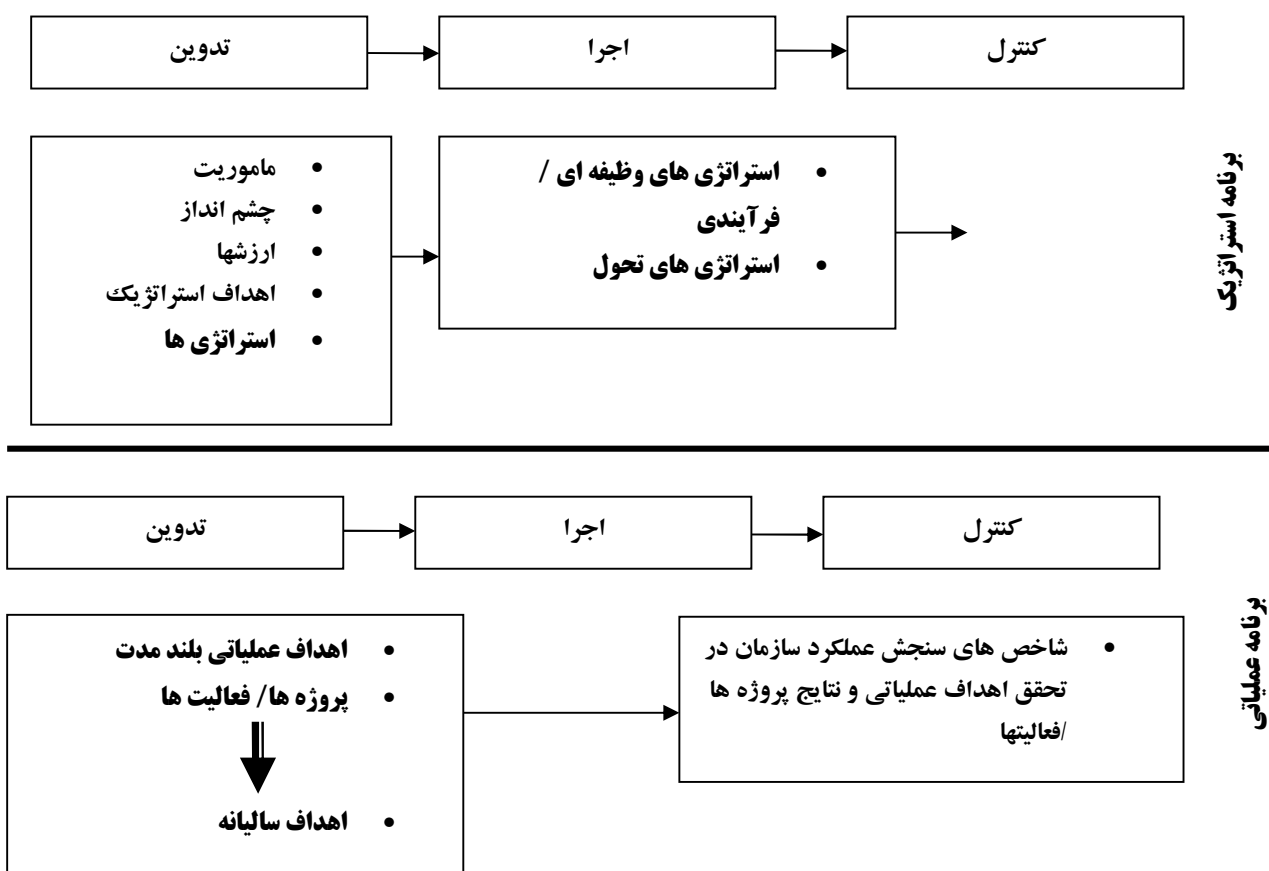 تدوین
اجرا
کنترل
• ماموریت
• چشم انداز
• ارزشها
• اهداف استراتژیک
• استراتژی ها
• استراتژی های وظیفه ای /
فرآیندی
• استراتژی های تحول
برنامه استراتژیک
تدوین
اجرا
کنترل
• اهداف عملیاتی بلند مدت
• پروژه ها/ فعالیت ها
• اهداف سالیانه
• شاخص های سنجش عملکرد سازمان در
تحقق اهداف عملیاتی و نتایج پروژه ها
/فعالیتها
برنامه عملیاتی